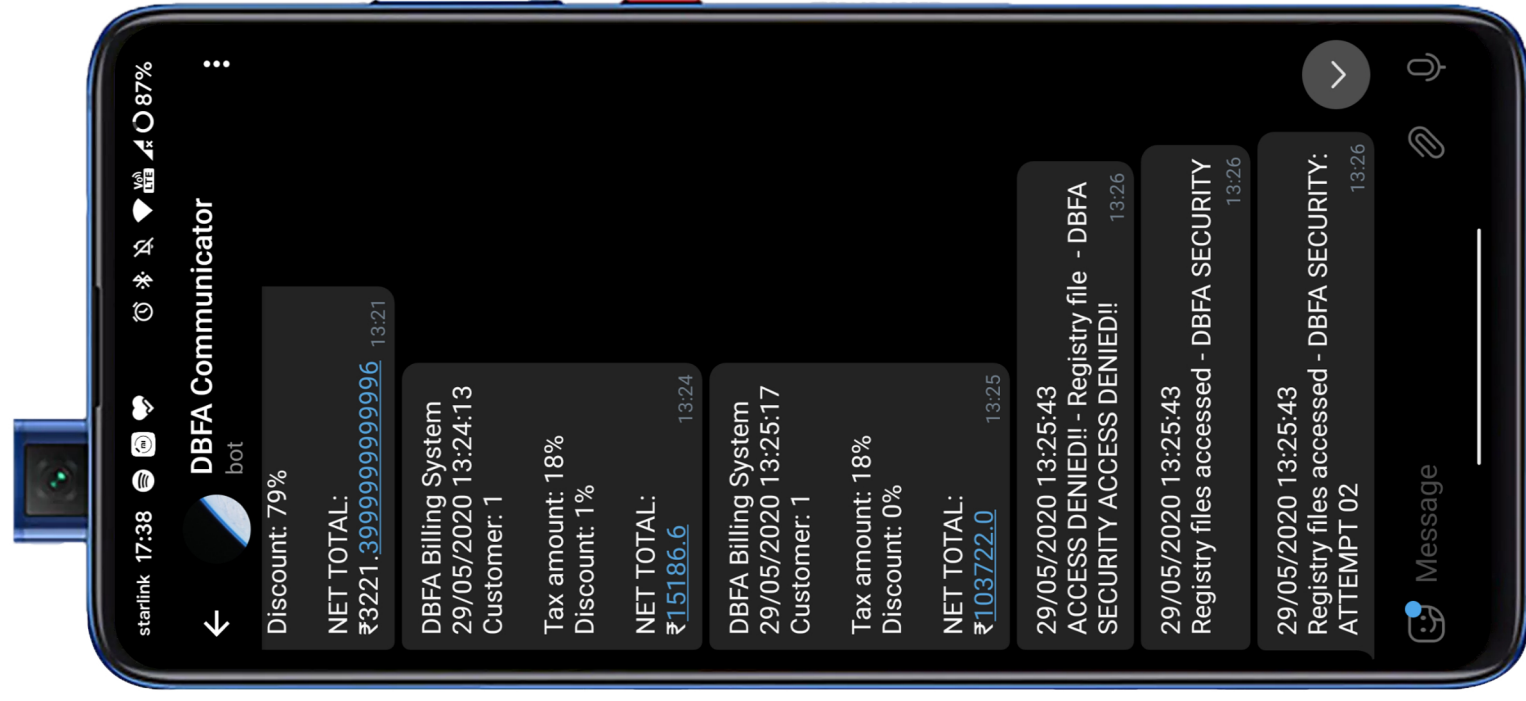 starlink 17:38 87%
DBFA Communicator
bot
Discount: 79%
NET TOTAL:
₹3221.3999999999996 13:21
DBFA Billing System
29/05/2020 13:24:13
Customer: 1
Tax amount: 18%
Discount: 1%
NET TOTAL:
₹15186.6 13:24
DBFA Billing System
29/05/2020 13:25:17
Customer: 1
Tax amount: 18%
Discount: 0%
NET TOTAL:
₹103722.0 13:25
29/05/2020 13:25:43
ACCESS DENIED!! - Registry file - DBFA
SECURITY ACCESS DENIED!! 13:26
29/05/2020 13:25:43
Registry files accessed - DBFA SECURITY
13:26
29/05/2020 13:25:43
Registry files accessed - DBFA SECURITY:
ATTEMPT 02 13:26
Message